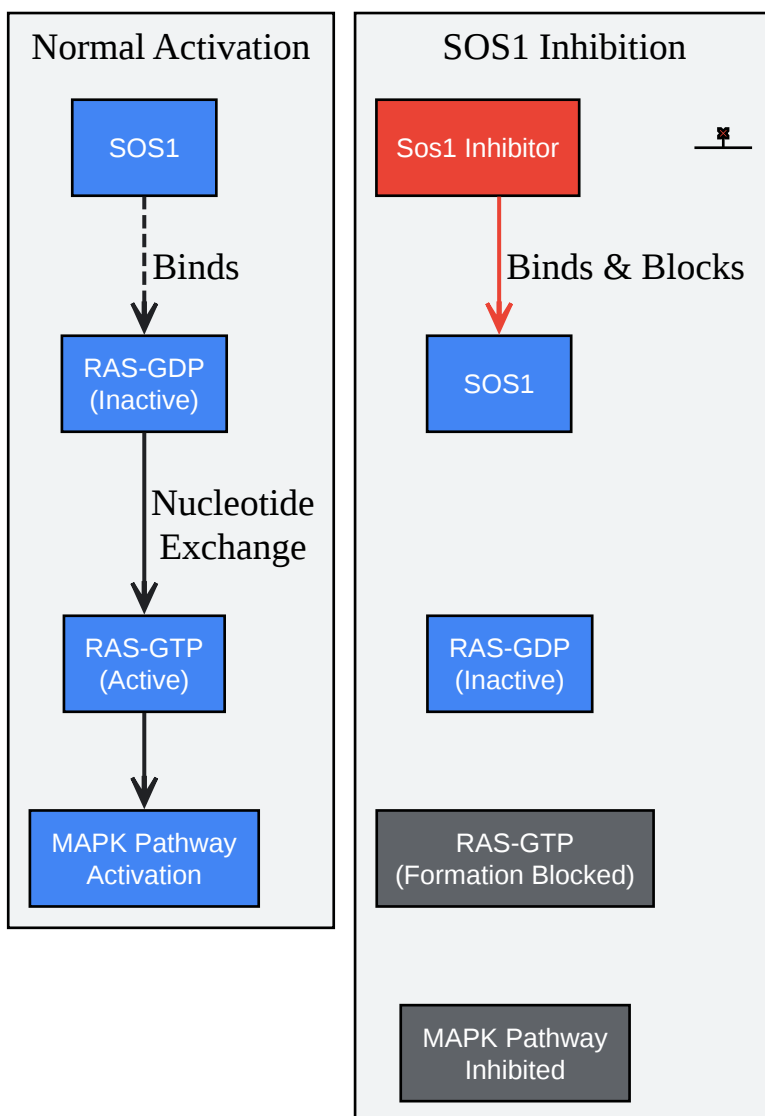 Normal Activation
SOS1
Binds
RAS-GDP
(Inactive)
Nucleotide
Exchange
RAS-GTP
(Active)
MAPK Pathway
Activation
SOS1 Inhibition
Sos1 Inhibitor
Binds & Blocks
SOS1
RAS-GDP
(Inactive)
RAS-GTP
(Formation Blocked)
MAPK Pathway
Inhibited